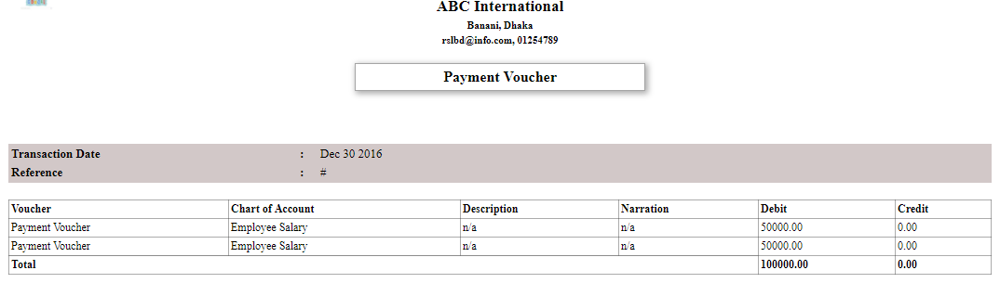 ABC International
Banani, Dhaka
rslbd@info.com, 01254789
Payment Voucher
Transaction Date : Dec 30 2016
Reference : #
Voucher Chart of Account Description Narration Debit Credit
Payment Voucher Employee Salary n/a n/a 50000.00 0.00
Payment Voucher Employee Salary n/a n/a 50000.00 0.00
Total 100000.00 0.00